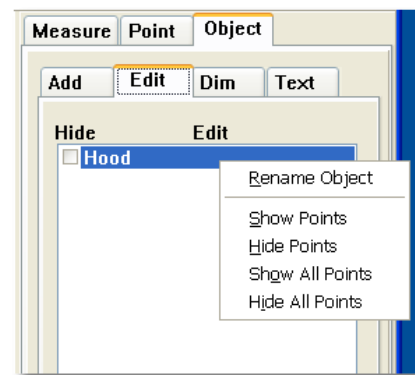 Measure Point Object
Add Edit Dim Text
Hide Edit
Hood
Rename Object
Show Points
Hide Points
Show All Points
Hide All Points